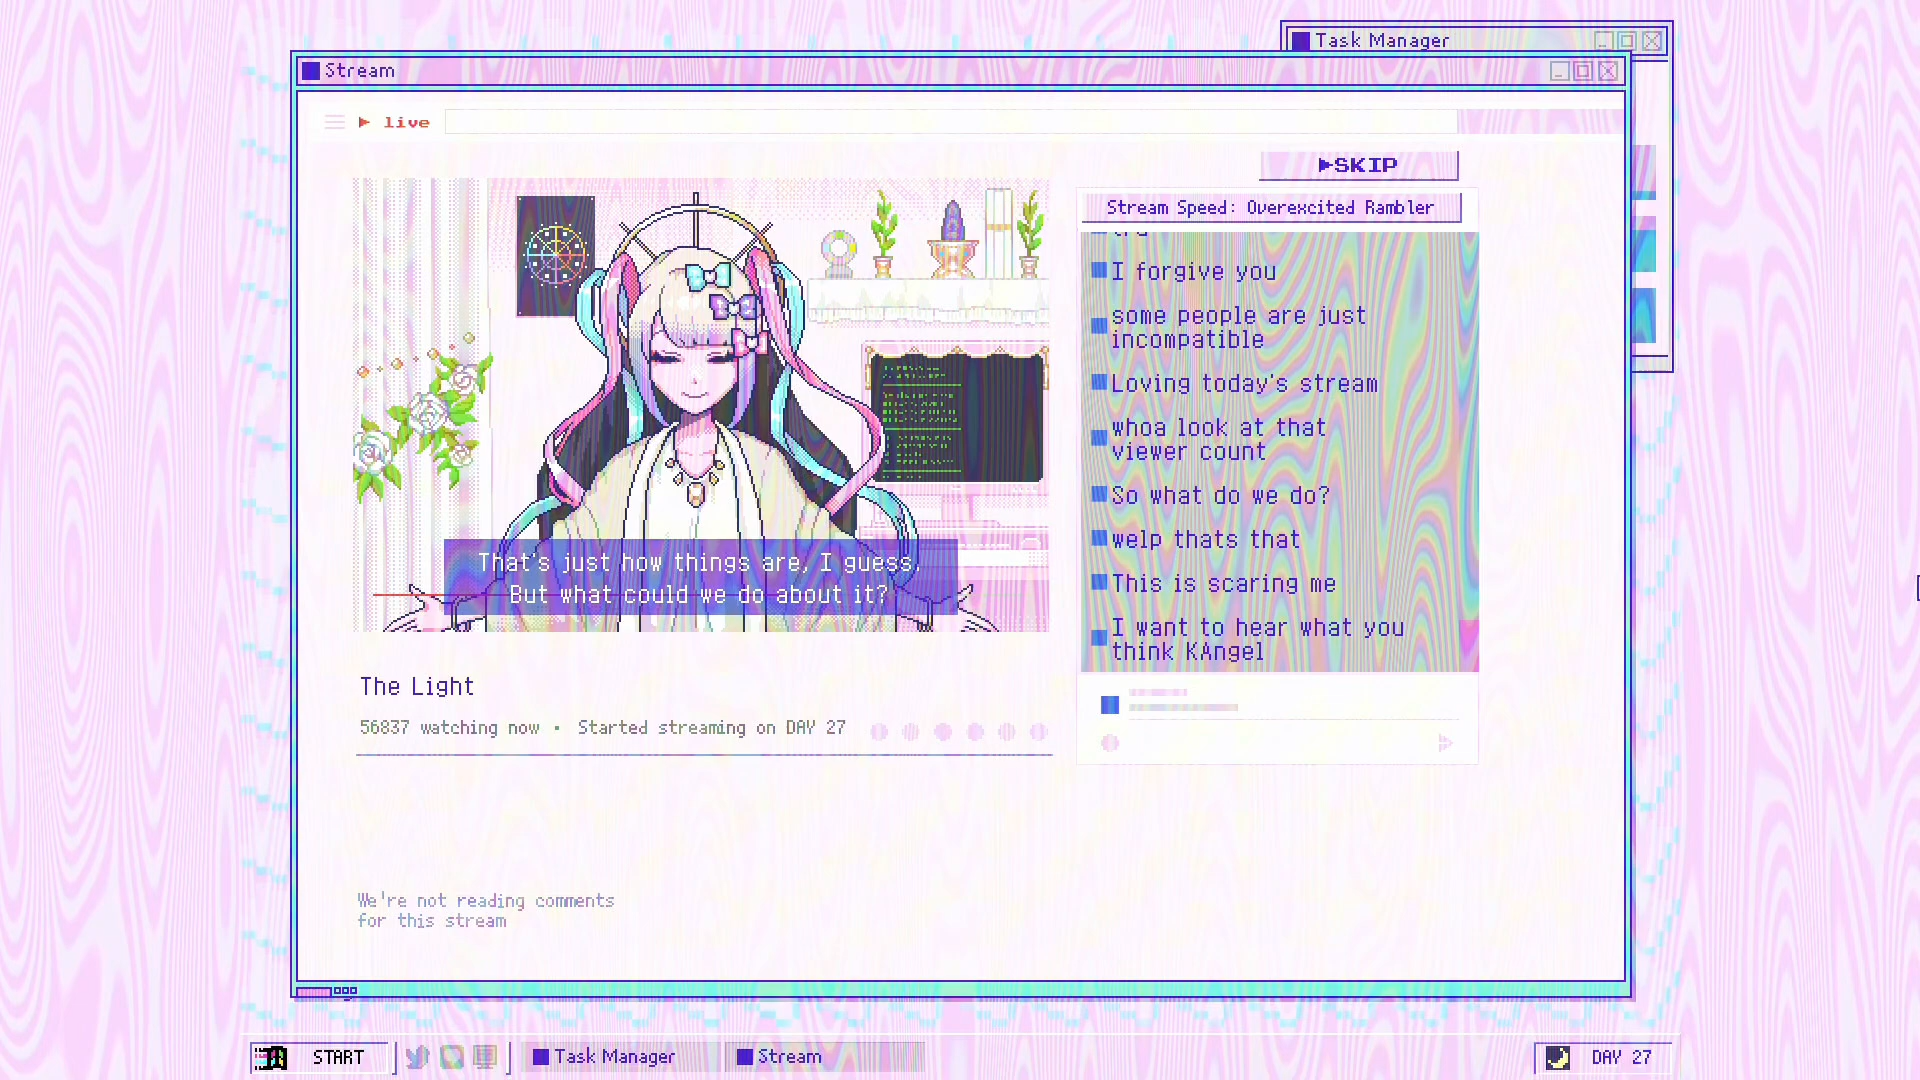 Task Manager
Stream
live
▶SKIP
Stream Speed: Overexcited Rambler
I forgive you
some people are just
incompatible
Loving today's stream
whoa look at that
viewer count
So what do we do?
welp thats that
This is scaring me
I want to hear what you
think KAngel
That's just how things are, I guess.
But what could we do about it?
The Light
56837 watching now • Started streaming on DAY 27
We're not reading comments
for this stream
START
Task Manager
Stream
DAY 27